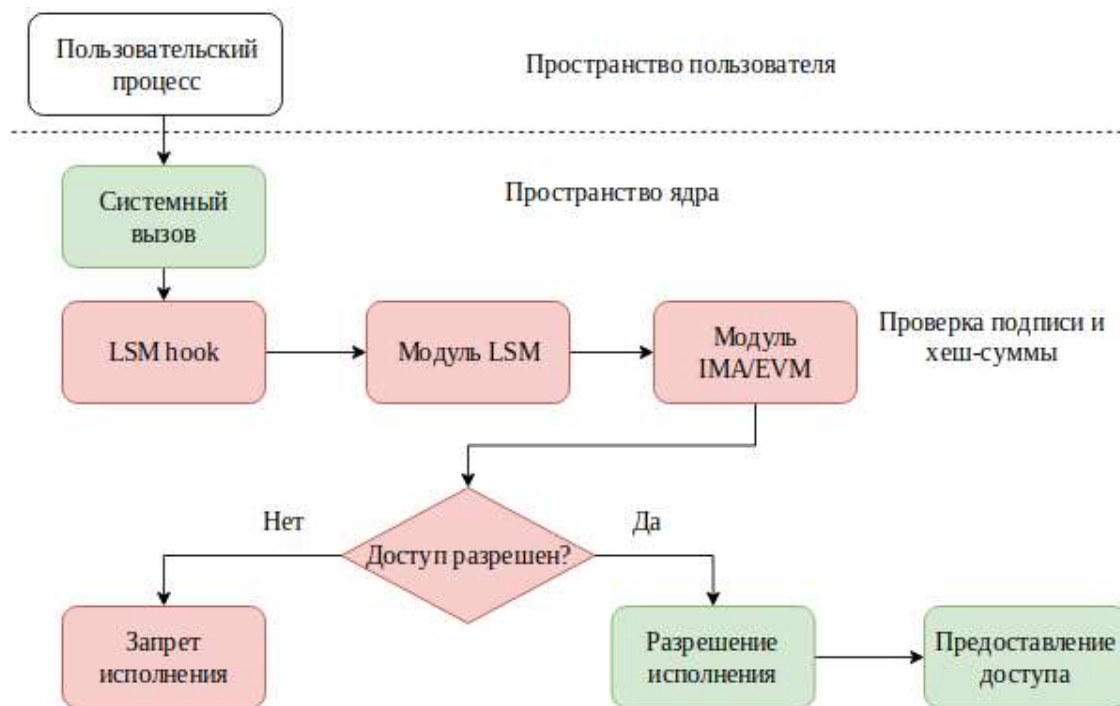 Пользовательский
процесс
Пространство пользователя
Системный
вызов
Пространство ядра
LSM hook
Модуль LSM
Модуль
IMA/EVM
Проверка подписи и
хеш-суммы
Нет
Да
Доступ разрешен?
Запрет
исполнения
Разрешение
исполнения
Предоставление
доступа